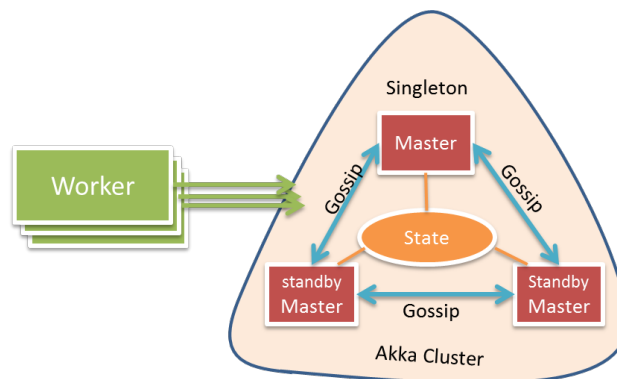 Singleton
Master
Worker
Gossip
Gossip
State
standby
Master
Standby
Master
Gossip
Akka Cluster